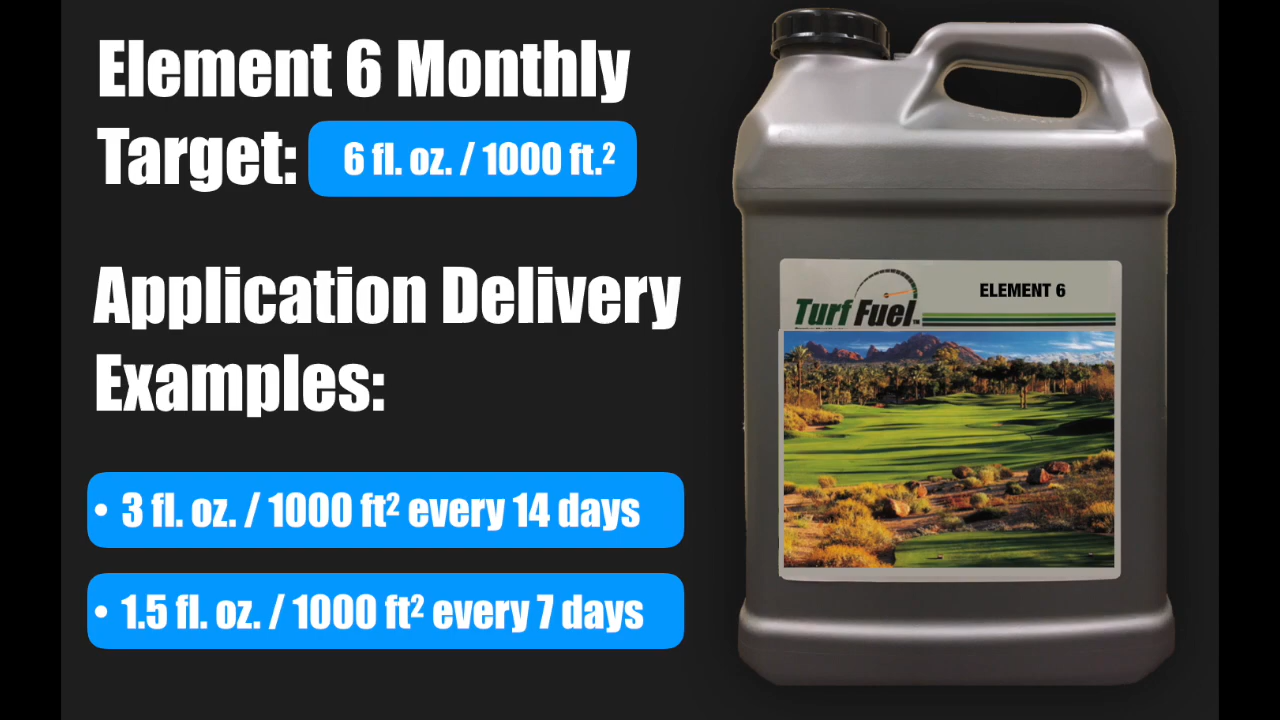 Element 6 Monthly
Target: 6 fl. oz. / 1000 ft.²
Application Delivery
Examples:
• 3 fl. oz. / 1000 ft² every 14 days
• 1.5 fl. oz. / 1000 ft² every 7 days
Turf Fuel™
ELEMENT 6